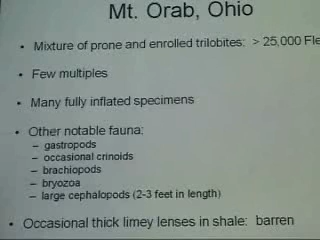 Mt. Orab, Ohio
• Mixture of prone and enrolled trilobites: > 25,000 Fle
• Few multiples
• Many fully inflated specimens
• Other notable fauna:
– gastropods
– occasional crinoids
– brachiopods
– bryozoa
– large cephalopods (2-3 feet in length)
• Occasional thick limey lenses in shale: barren